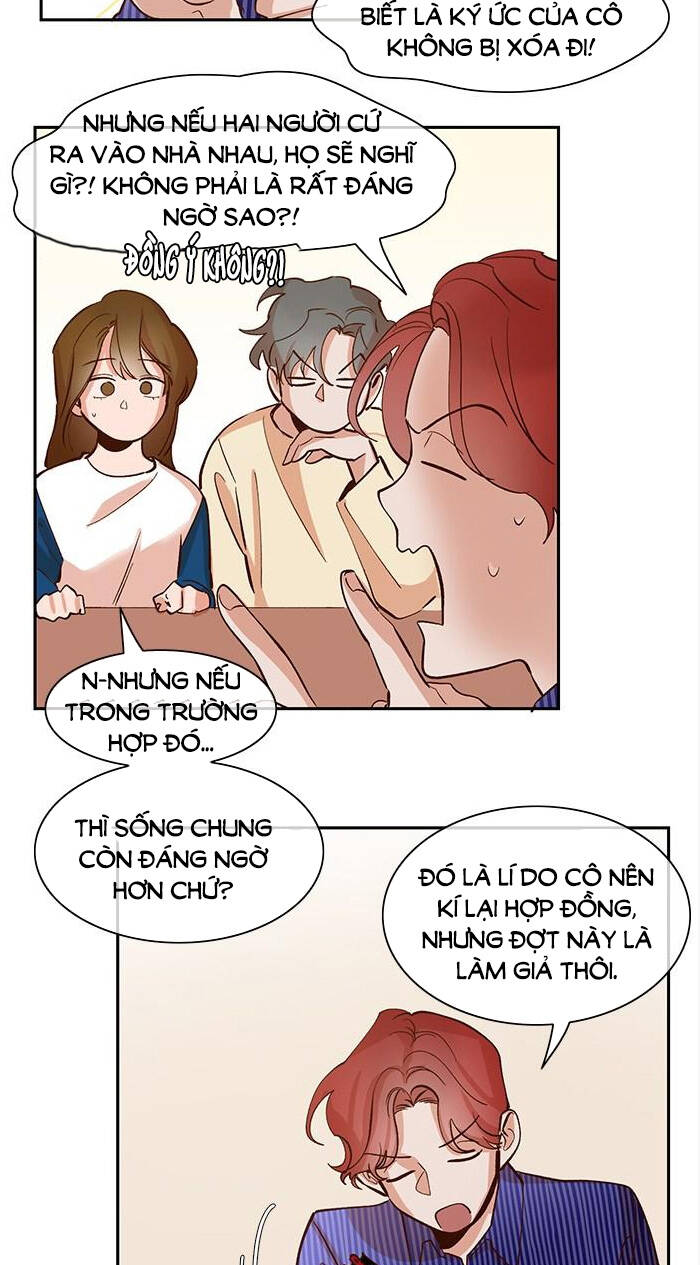 BIẾT LÀ KÝ ỨC CỦA CÔ
KHÔNG BỊ XÓA ĐI!
NHƯNG NẾU HAI NGƯỜI CỨ
RA VÀO NHÀ NHAU, HỌ SẼ NGHĨ
GÌ?! KHÔNG PHẢI LÀ RẤT ĐÁNG
NGỜ SAO?!
ĐỒNG Ý KHÔNG?!
N-NHƯNG NẾU
TRONG TRƯỜNG
HỢP ĐÓ...
THÌ SỐNG CHUNG
CÒN ĐÁNG NGỜ
HƠN CHỨ?
ĐÓ LÀ LÍ DO CÔ NÊN
KÍ LẠI HỢP ĐỒNG,
NHƯNG ĐỢT NÀY LÀ
LÀM GIẢ THÔI.